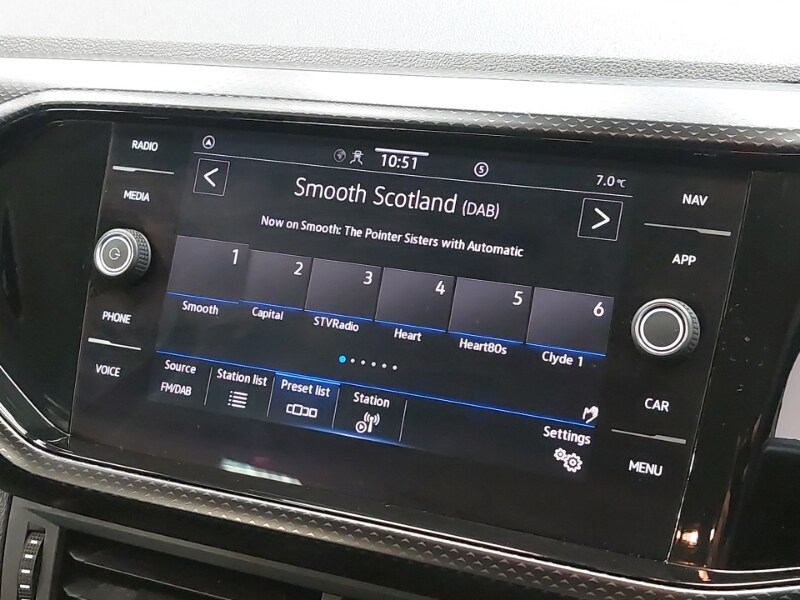 RADIO
MEDIA
PHONE
VOICE
10:51
5
7.0°C
Smooth Scotland (DAB)
Now on Smooth: The Pointer Sisters with Automatic
1 2 3 4 5 6
Smooth Capital STVRadio Heart Heart80s Clyde 1
Source Station list Preset list Station Settings
FM/DAB
NAV
APP
CAR
MENU